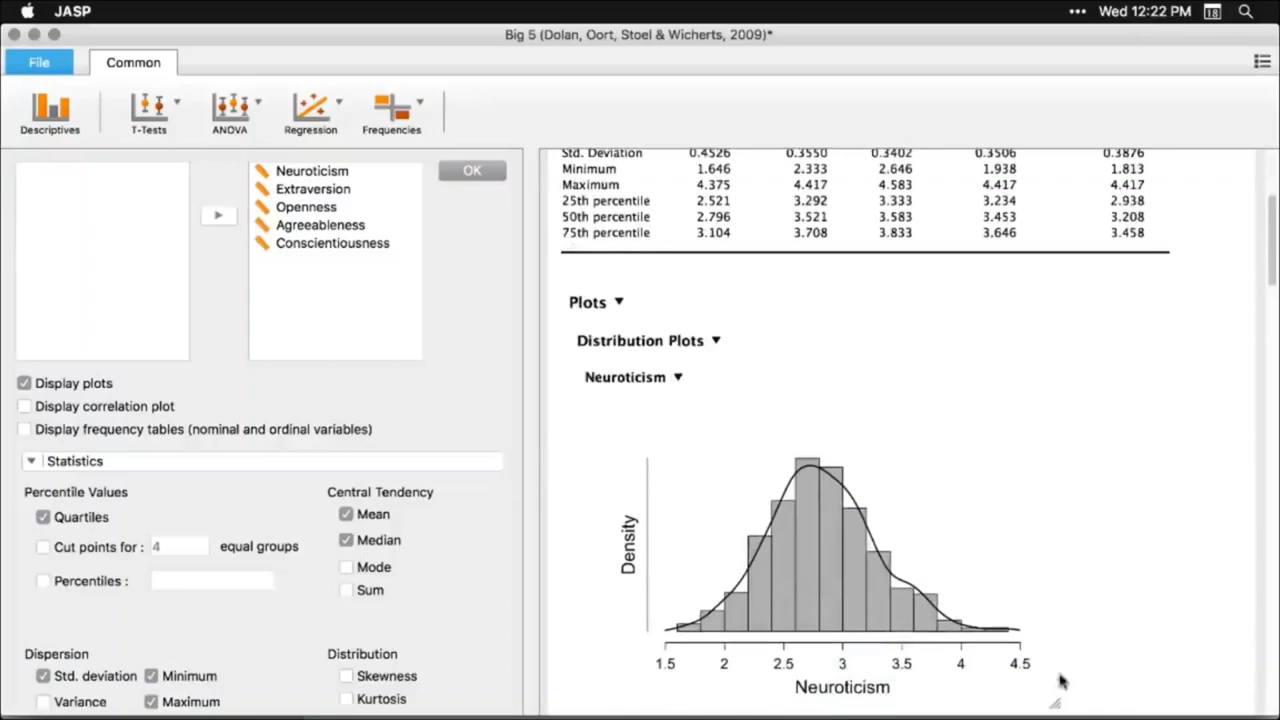 JASP
••• Wed 12:22 PM 18
Big 5 (Dolan, Oort, Stoel & Wicherts, 2009)*
File Common
Descriptives T-Tests ANOVA Regression Frequencies
Neuroticism
Extraversion
Openness
Agreeableness
Conscientiousness
OK
Display plots
Display correlation plot
Display frequency tables (nominal and ordinal variables)
Statistics
Percentile Values
Quartiles
Cut points for : 4 equal groups
Percentiles :
Central Tendency
Mean
Median
Mode
Sum
Dispersion
Std. deviation Minimum
Variance Maximum
Distribution
Skewness
Kurtosis
Std. Deviation 0.4526 0.3550 0.3402 0.3506 0.3876
Minimum 1.646 2.333 2.646 1.938 1.813
Maximum 4.375 4.417 4.583 4.417 4.417
25th percentile 2.521 3.292 3.333 3.234 2.938
50th percentile 2.796 3.521 3.583 3.453 3.208
75th percentile 3.104 3.708 3.833 3.646 3.458
Plots
Distribution Plots
Neuroticism
Density
1.5 2 2.5 3 3.5 4 4.5
Neuroticism